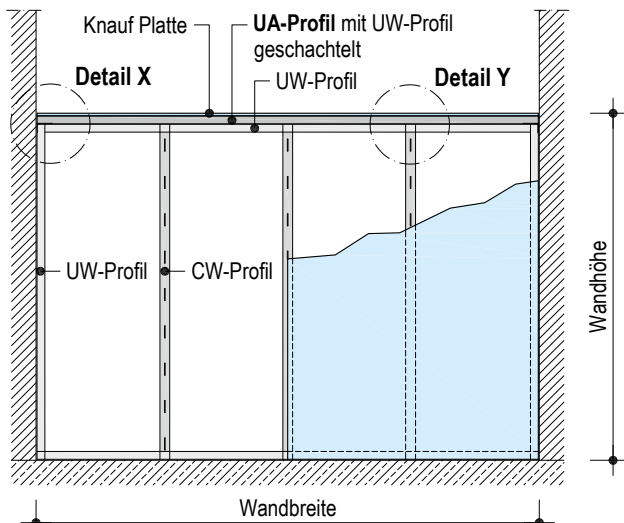 Knauf Platte
UA-Profil mit UW-Profil
geschachtelt
Detail X
Detail Y
UW-Profil
UW-Profil
CW-Profil
Wandhöhe
Wandbreite